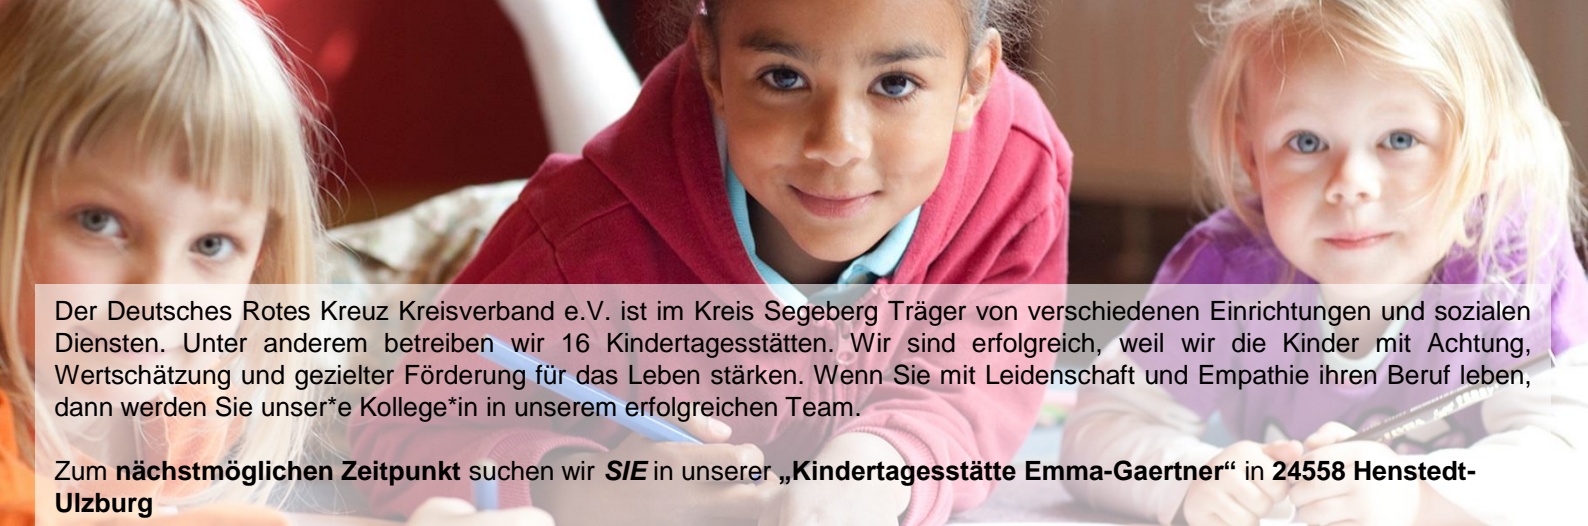 Der Deutsches Rotes Kreuz Kreisverband e.V. ist im Kreis Segeberg Träger von verschiedenen Einrichtungen und sozialen
Diensten. Unter anderem betreiben wir 16 Kindertagesstätten. Wir sind erfolgreich, weil wir die Kinder mit Achtung,
Wertschätzung und gezielter Förderung für das Leben stärken. Wenn Sie mit Leidenschaft und Empathie ihren Beruf leben,
dann werden Sie unser*e Kollege*in in unserem erfolgreichen Team.
Zum nächstmöglichen Zeitpunkt suchen wir SIE in unserer „Kindertagesstätte Emma-Gaertner“ in 24558 Henstedt-
Ulzburg